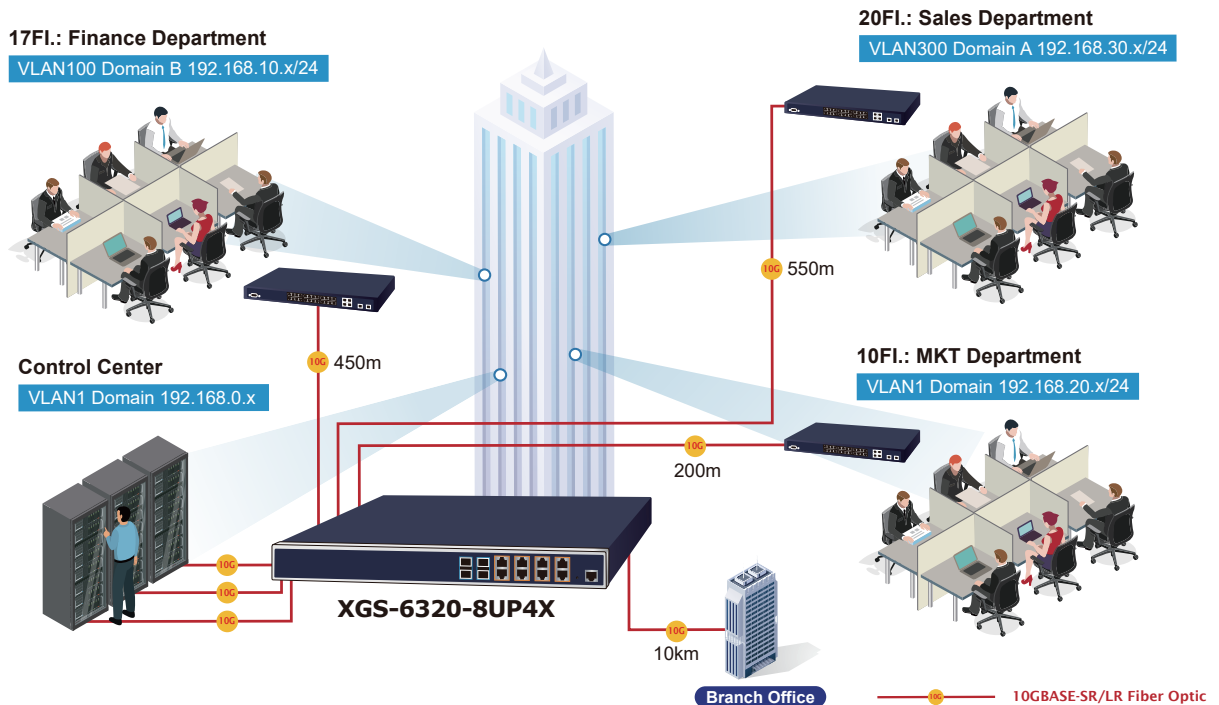 17Fl.: Finance Department
VLAN100 Domain B 192.168.10.x/24
20Fl.: Sales Department
VLAN300 Domain A 192.168.30.x/24
10G 550m
10G 450m
Control Center
VLAN1 Domain 192.168.0.x
10Fl.: MKT Department
VLAN1 Domain 192.168.20.x/24
10G
200m
10G
10G
10G
XGS-6320-8UP4X
10G
10km
Branch Office
10G 10GBASE-SR/LR Fiber Optic